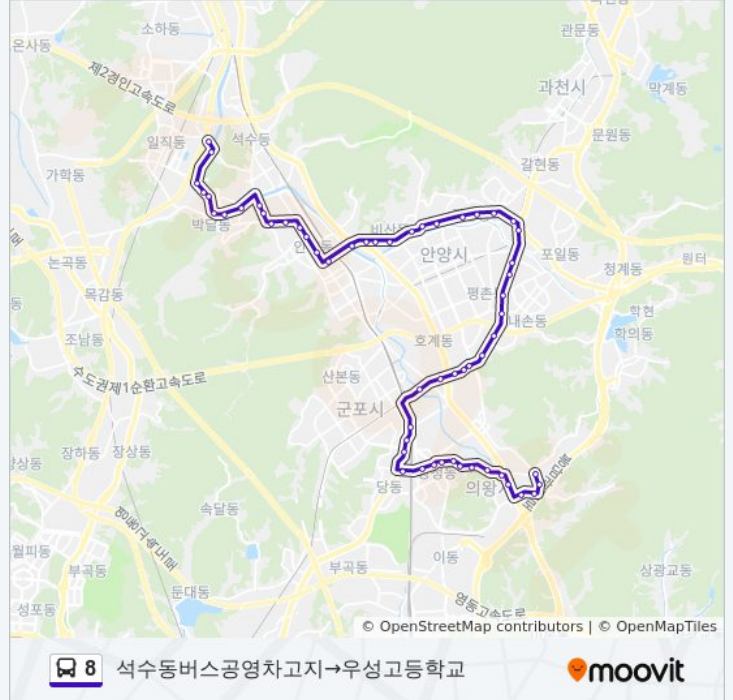 소하동
관문동
온사동
과천시
막계동
제2경인고속도로
일직동
석수동
문원동
갈현동
가학동
박달동
비산동
안양시
포일동
논곡동
청계동
원터
목감동
평촌
내손동
학현
학의동
조남동
호계동
수도권제1순환고속도로
산본동
군포시
장하동
장상동
당동
의왕시
속달동
월피동
부곡동
이동
부곡동
상광교동
둔대동
성포동
영동고속도로
© OpenStreetMap contributors | © OpenMapTiles
8 석수동버스공영차고지→우성고등학교
moovit